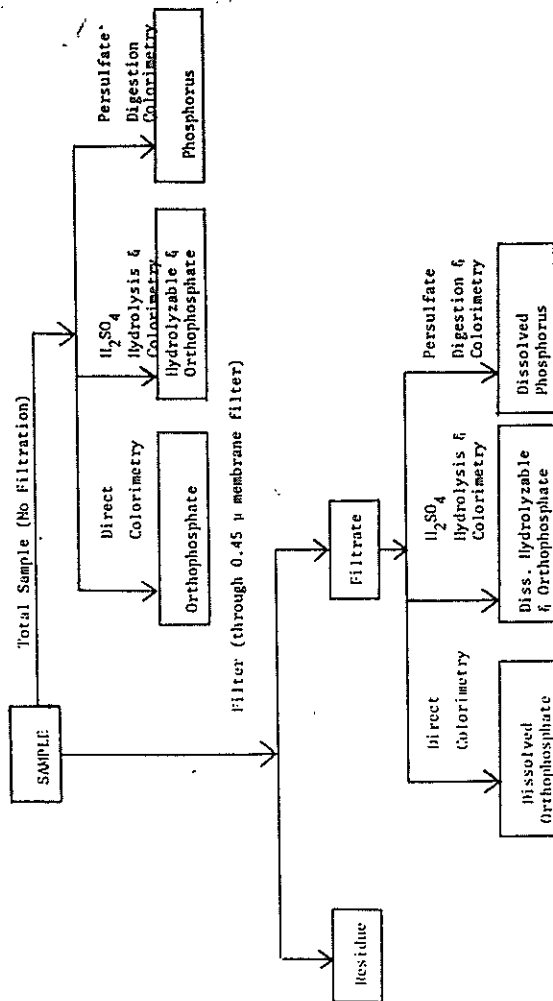 SAMPLE
Total Sample (No Filtration)
Direct
Colorimetry
Orthophosphate
H2SO4
Hydrolysis &
Colorimetry
Hydrolyzable &
Orthophosphate
Persulfate
Digestion
Colorimetry
Phosphorus
Filter (through 0.45 µ membrane filter)
Residue
Filtrate
Direct
Colorimetry
Dissolved
Orthophosphate
H2SO4
Hydrolysis &
Colorimetry
Diss. Hydrolyzable
& Orthophosphate
Persulfate
Digestion &
Colorimetry
Dissolved
Phosphorus